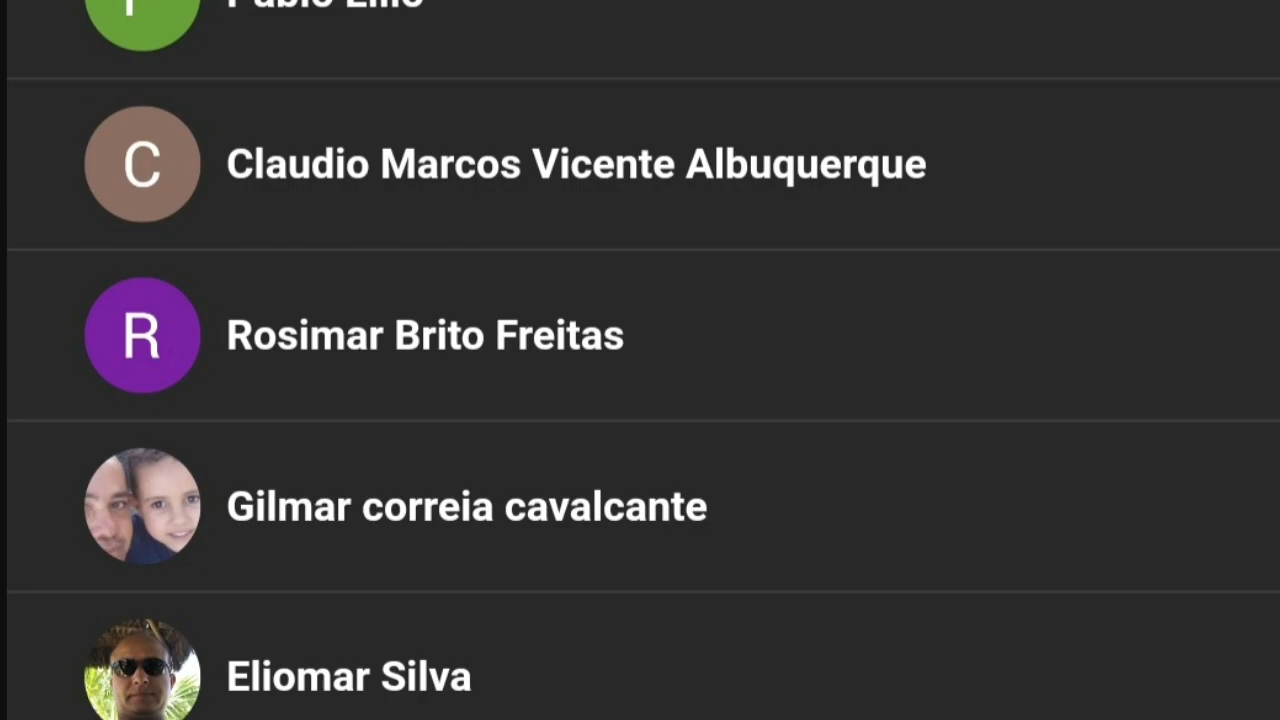 C
Claudio Marcos Vicente Albuquerque
R
Rosimar Brito Freitas
Gilmar correia cavalcante
Eliomar Silva